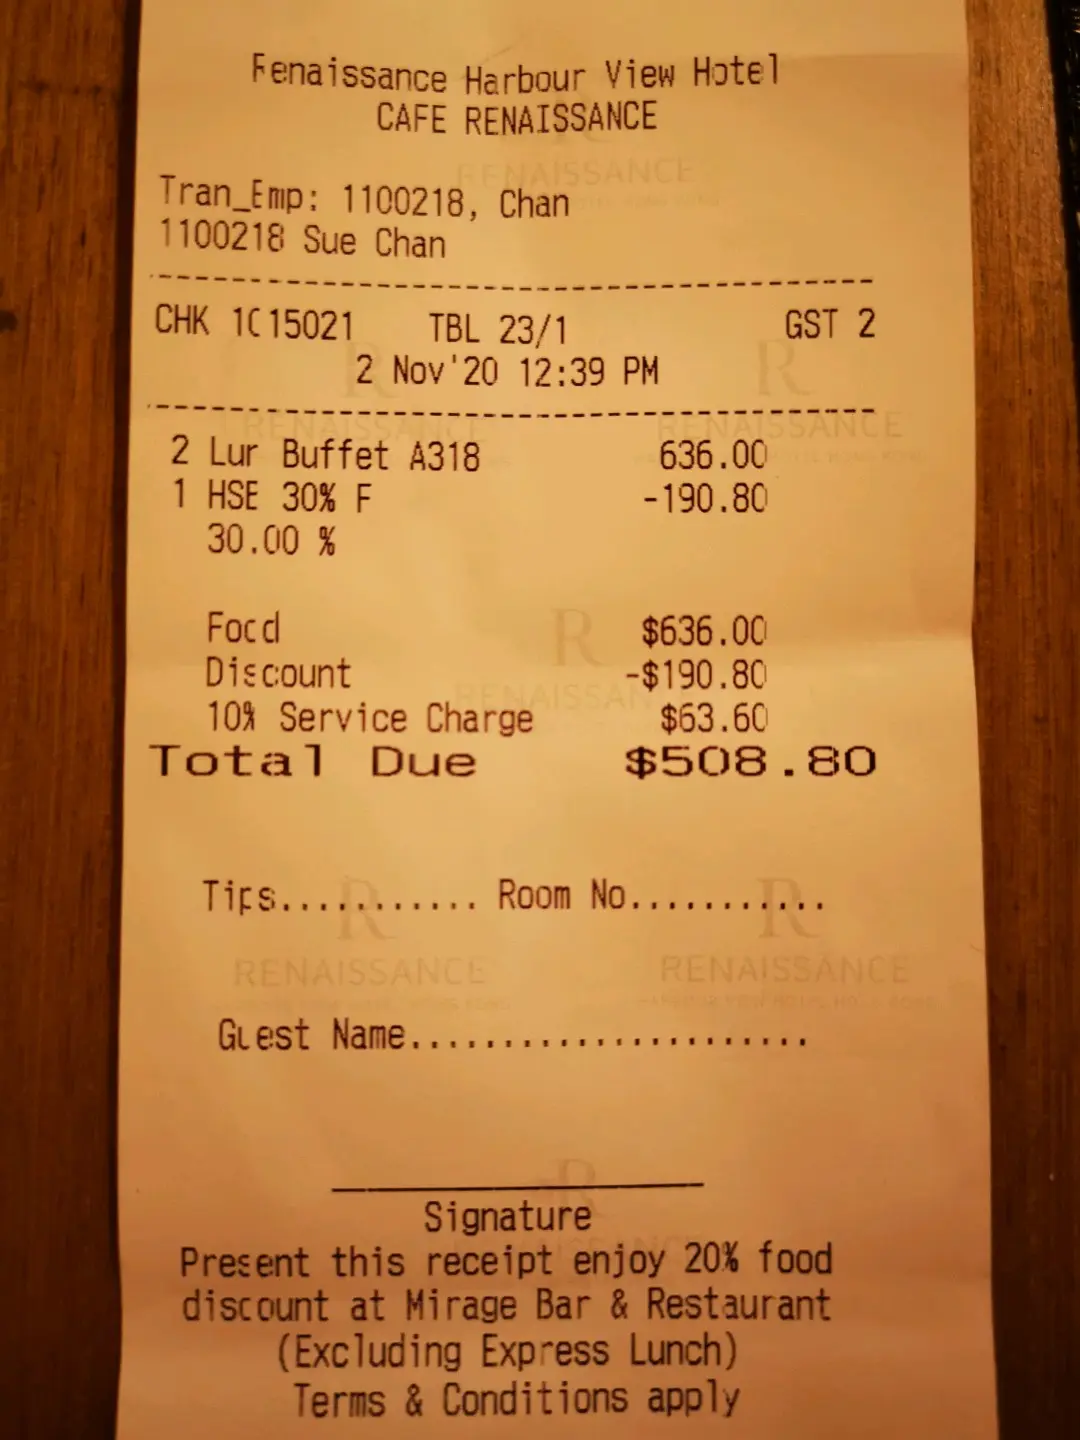 Renaissance Harbour View Hotel
CAFE RENAISSANCE
Tran_Emp: 1100218, Chan
1100218 Sue Chan
CHK 1015021 TBL 23/1 GST 2
2 Nov'20 12:39 PM
2 Lun Buffet A318 636.00
1 HSE 30% F -190.80
30.00 %
Food $636.00
Discount -$190.80
10% Service Charge $63.60
Total Due $508.80
Tips........... Room No...........
Guest Name......................
Signature
Present this receipt enjoy 20% food
discount at Mirage Bar & Restaurant
(Excluding Express Lunch)
Terms & Conditions apply